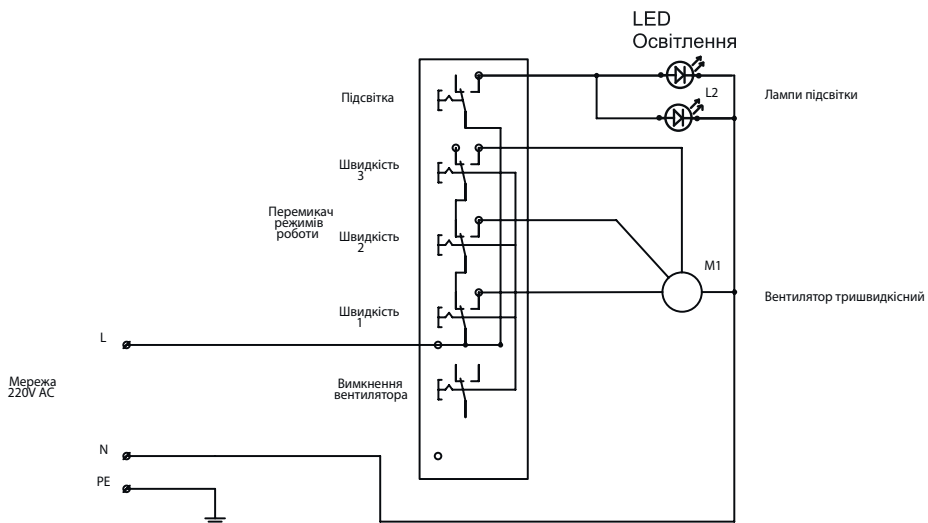 LED
Освітлення
L2
Підсвітка
Лампи підсвітки
Швидкість
3
Перемикач
режимів
роботи
Швидкість
2
M1
Швидкість
1
Вентилятор тришвидкісний
L
Мережа
220V AC
Вимкнення
вентилятора
N
PE